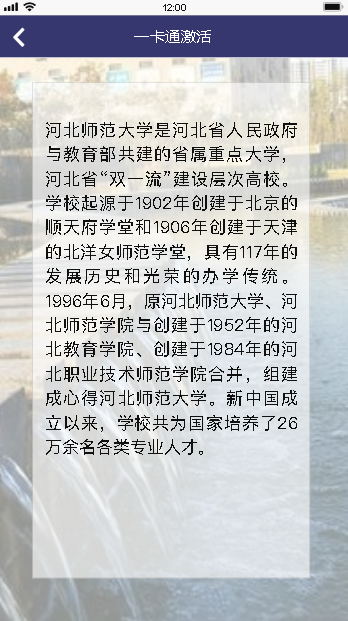 12:00
一卡通激活
河北师范大学是河北省人民政府
与教育部共建的省属重点大学，
河北省“双一流”建设层次高校。
学校起源于1902年创建于北京的
顺天府学堂和1906年创建于天津
的北洋女师范学堂，具有117年的
发展历史和光荣的办学传统。
1996年6月，原河北师范大学、河
北师范学院与创建于1952年的河
北教育学院、创建于1984年的河
北职业技术师范学院合并，组建
成心得河北师范大学。新中国成
立以来，学校共为国家培养了26
万余名各类专业人才。